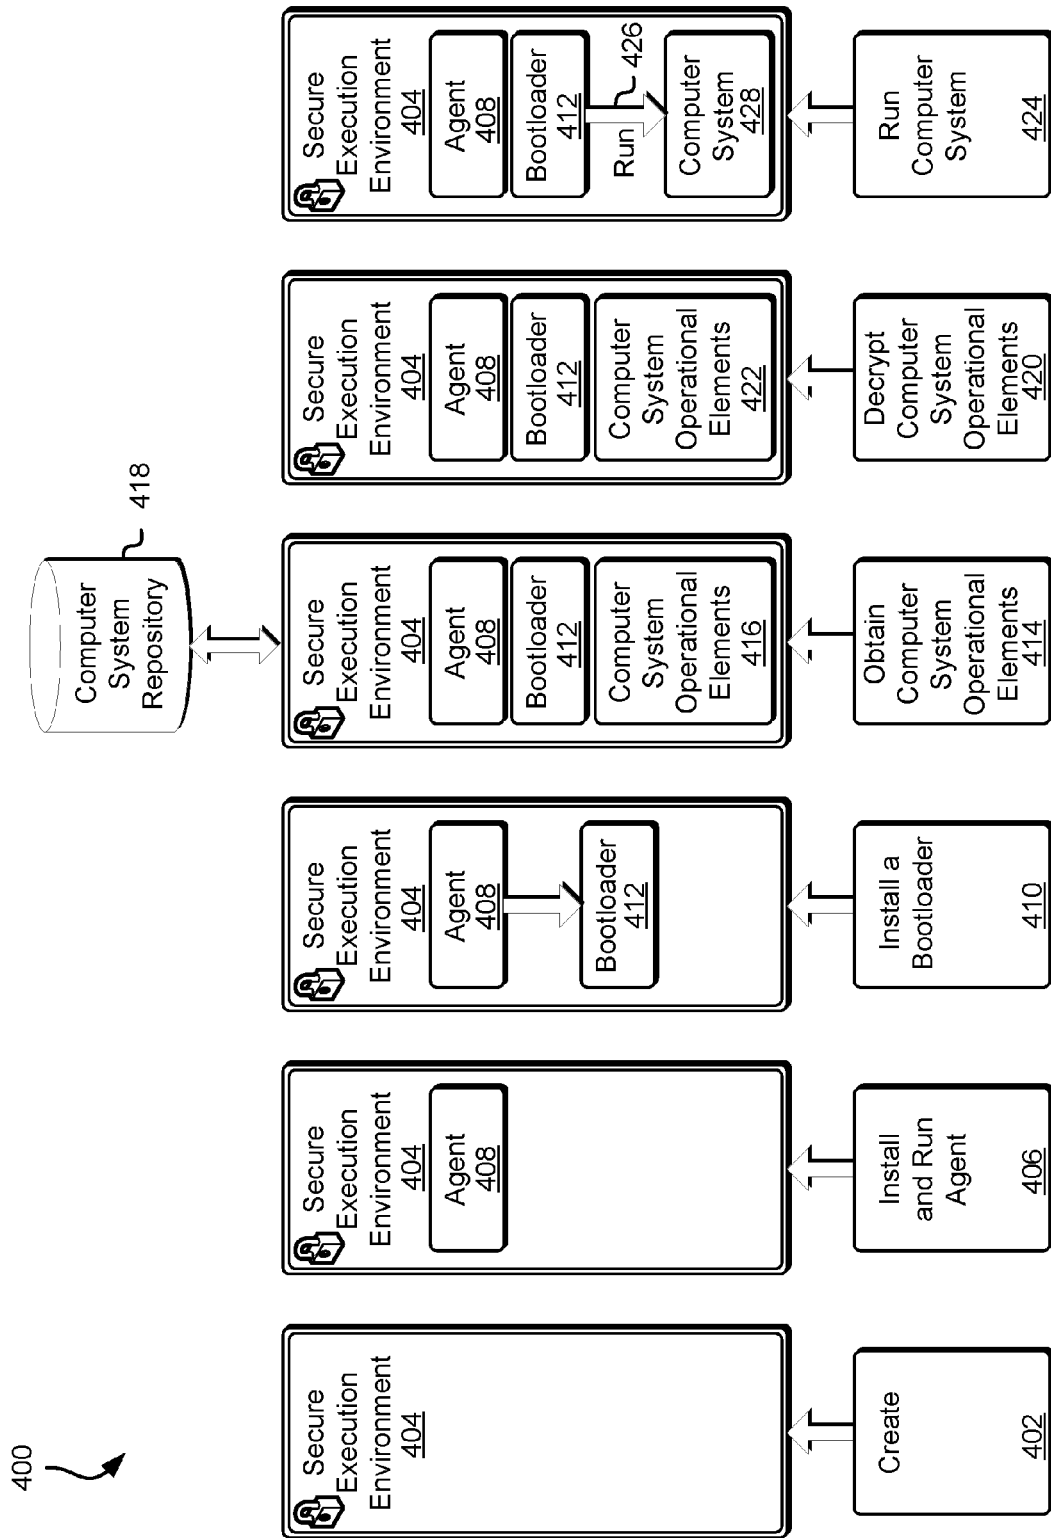 400
Computer
System
Repository
418
Secure
Execution
Environment
404
Secure
Execution
Environment
404
Agent
408
Secure
Execution
Environment
404
Agent
408
Bootloader
412
Secure
Execution
Environment
404
Agent
408
Bootloader
412
Computer
System
Operational
Elements
416
Secure
Execution
Environment
404
Agent
408
Bootloader
412
Computer
System
Operational
Elements
422
Secure
Execution
Environment
404
Agent
408
Bootloader
412
Run
426
Computer
System
428
Create
402
Install
and Run
Agent
406
Install a
Bootloader
410
Obtain
Computer
System
Operational
Elements
414
Decrypt
Computer
System
Operational
Elements
420
Run
Computer
System
424